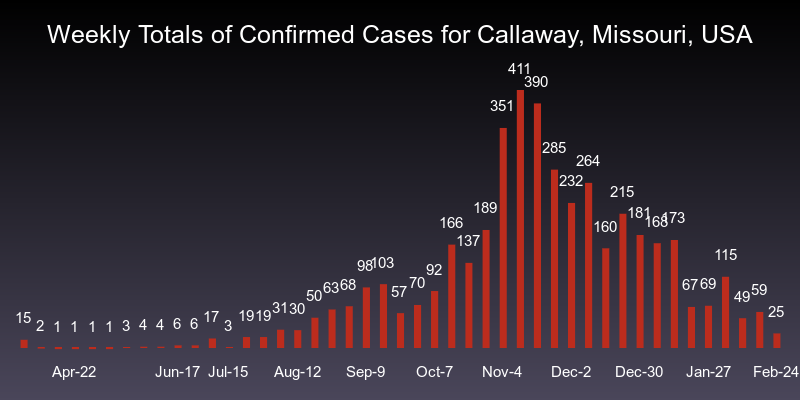 Weekly Totals of Confirmed Cases for Callaway, Missouri, USA
15 2 1 1 1 1 3 4 4 6 6 17 3 19 19 31 30 50 63 68 98 103 57 70 92 166 137 189 351 411 390 285 232 264 160 215 181 168 173 67 69 115 49 59 25
Apr-22 Jun-17 Jul-15 Aug-12 Sep-9 Oct-7 Nov-4 Dec-2 Dec-30 Jan-27 Feb-24